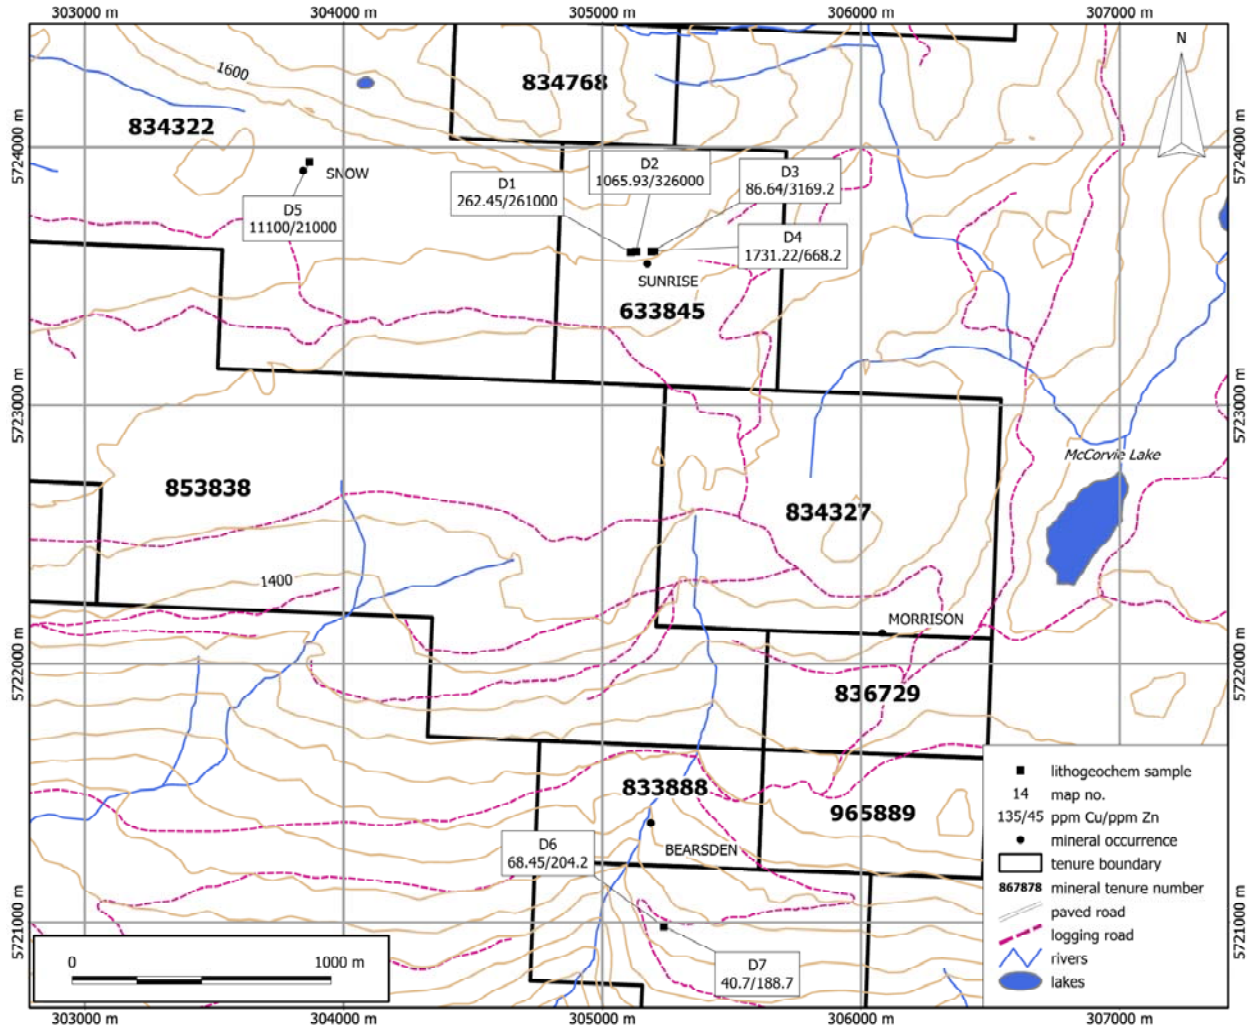 303000 m
304000 m
305000 m
306000 m
307000 m
N
1600
834768
834322
5724000 m
5724000 m
SNOW
D1
262.45/261000
D2
1065.93/326000
D3
86.64/3169.2
D5
11100/21000
D4
1731.22/668.2
SUNRISE
633845
5723000 m
5723000 m
McCorvie Lake
853838
834327
1400
MORRISON
5722000 m
5722000 m
836729
833888
965889
BEARSDEN
D6
68.45/204.2
D7
40.7/188.7
5721000 m
5721000 m
lithogeochem sample
14 map no.
135/45 ppm Cu/ppm Zn
mineral occurrence
tenure boundary
867878 mineral tenure number
paved road
logging road
rivers
lakes
0 1000 m
303000 m
304000 m
305000 m
306000 m
307000 m